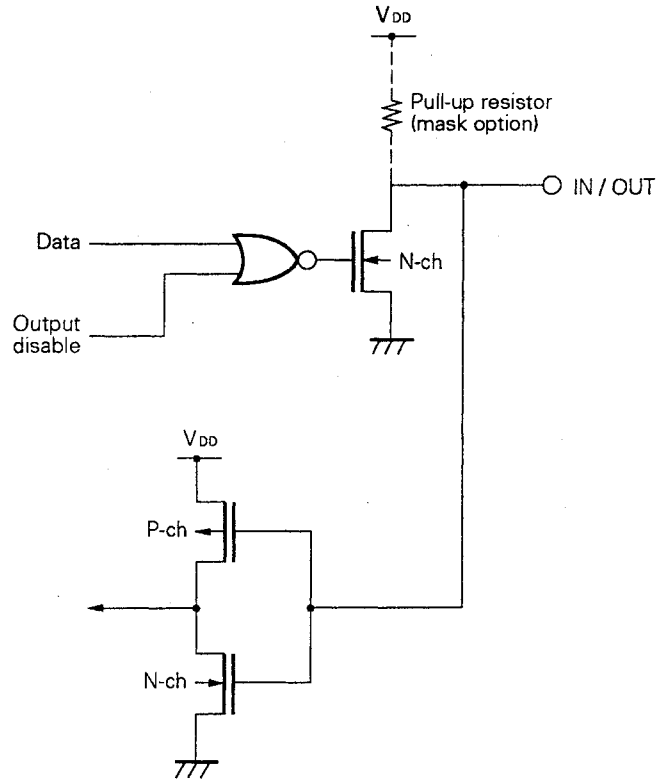 VDD
Pull-up resistor
(mask option)
IN / OUT
Data
N-ch
Output
disable
VDD
P-ch
N-ch